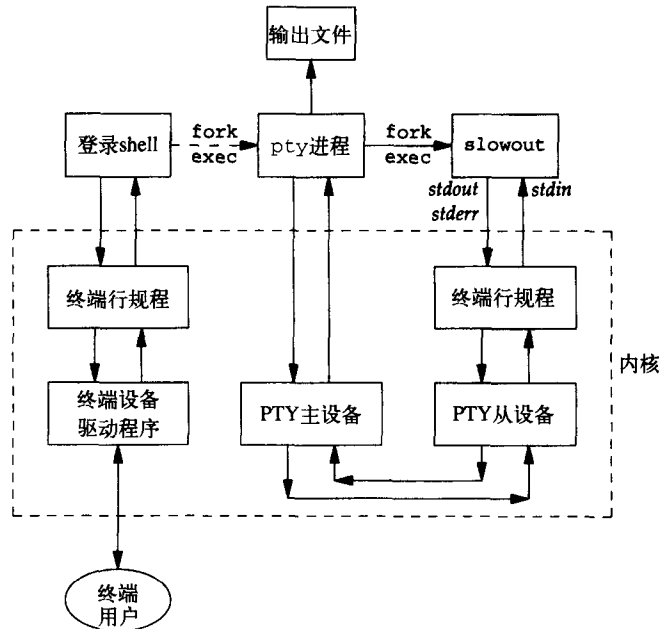 输出文件
登录shell
fork
exec
pty进程
fork
exec
slowout
stdout
stderr
stdin
终端行规程
终端行规程
内核
终端设备
驱动程序
PTY主设备
PTY从设备
终端
用户